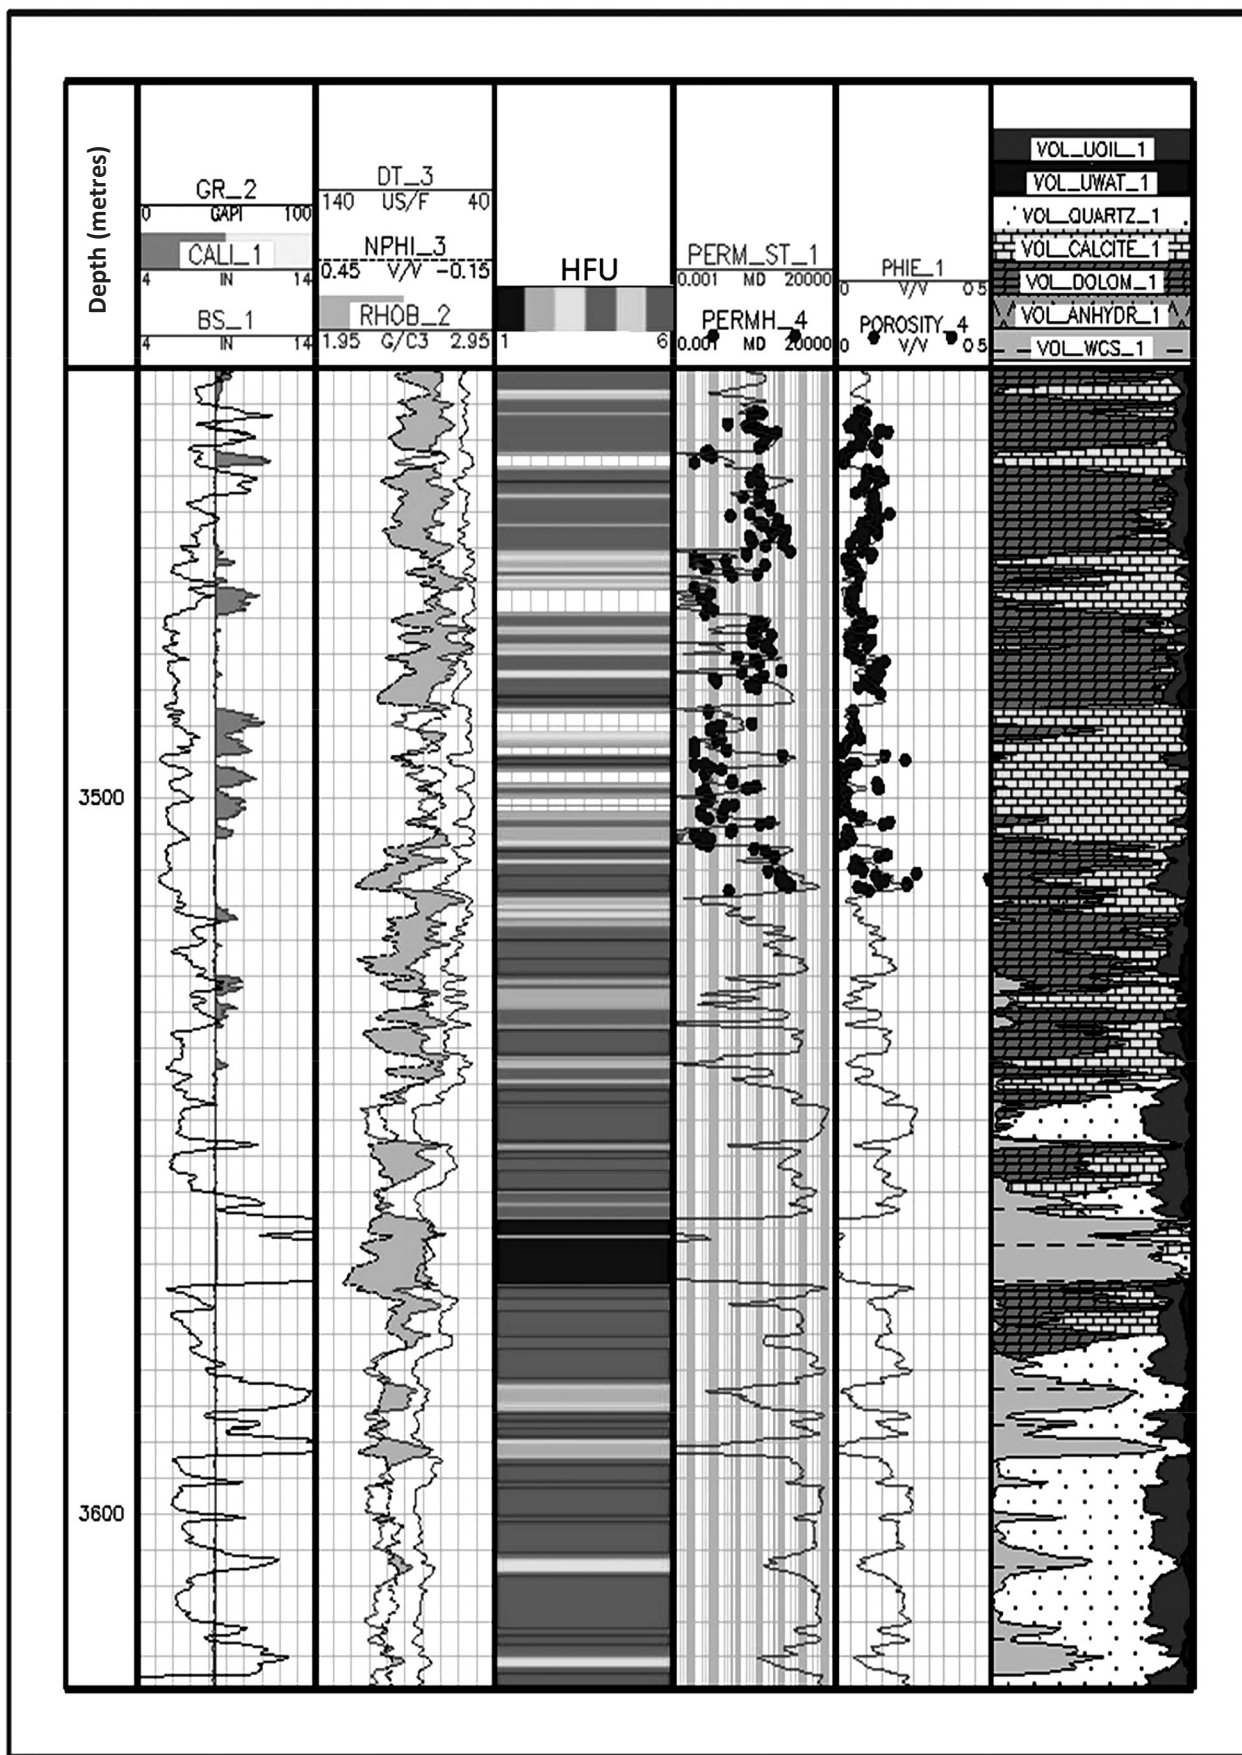 Depth (metres)
GR_2
0 GAPI 100
CALI_1
4 IN 14
BS_1
4 IN 14
DT_3
140 US/F 40
NPHI_3
0.45 V/V -0.15
RHOB_2
1.95 G/C3 2.95
HFU
1 6
PERM_ST_1
0.001 MD 20000
PERMH_4
0.001 MD 20000
PHIE_1
0 V/V 0.5
POROSITY_4
0 V/V 0.5
VOL_UOIL_1
VOL_UWAT_1
VOL_QUARTZ_1
VOL_CALCITE_1
VOL_DOLOM_1
VOL_ANHYDR_1
VOL_WCS_1
3500
3600